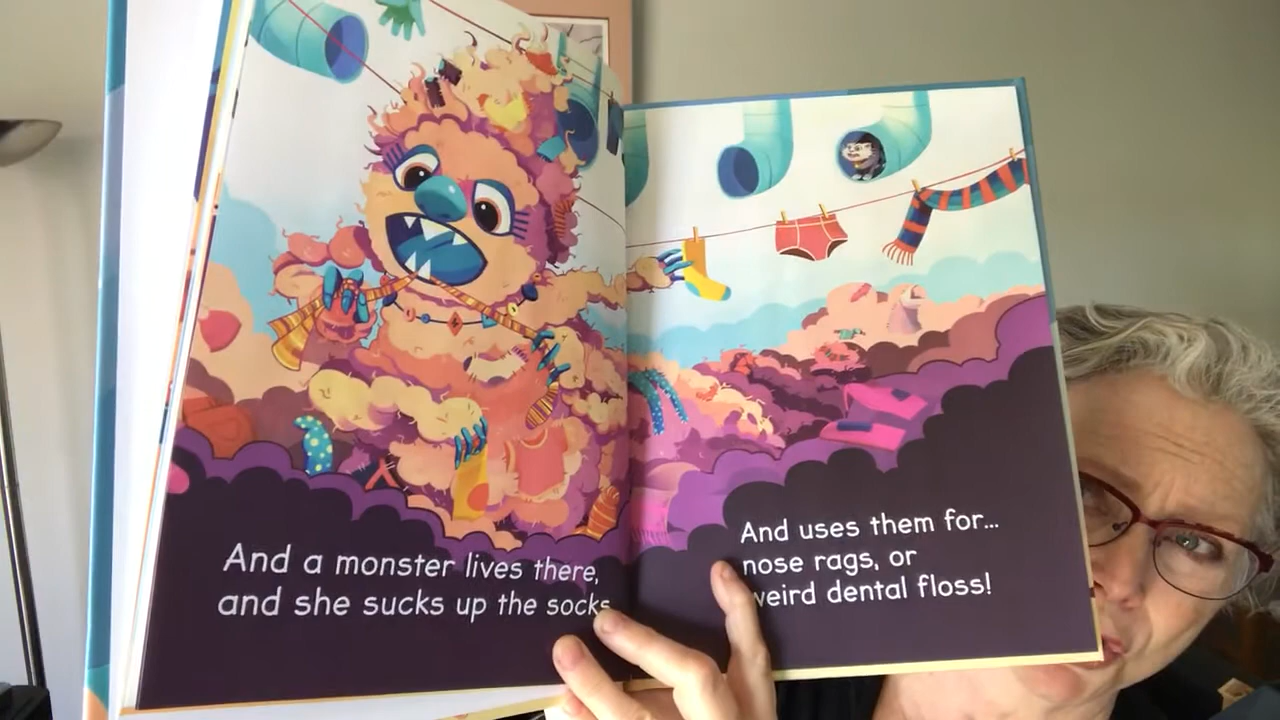 And a monster lives there,
and she sucks up the socks
And uses them for...
nose rags, or
weird dental floss!